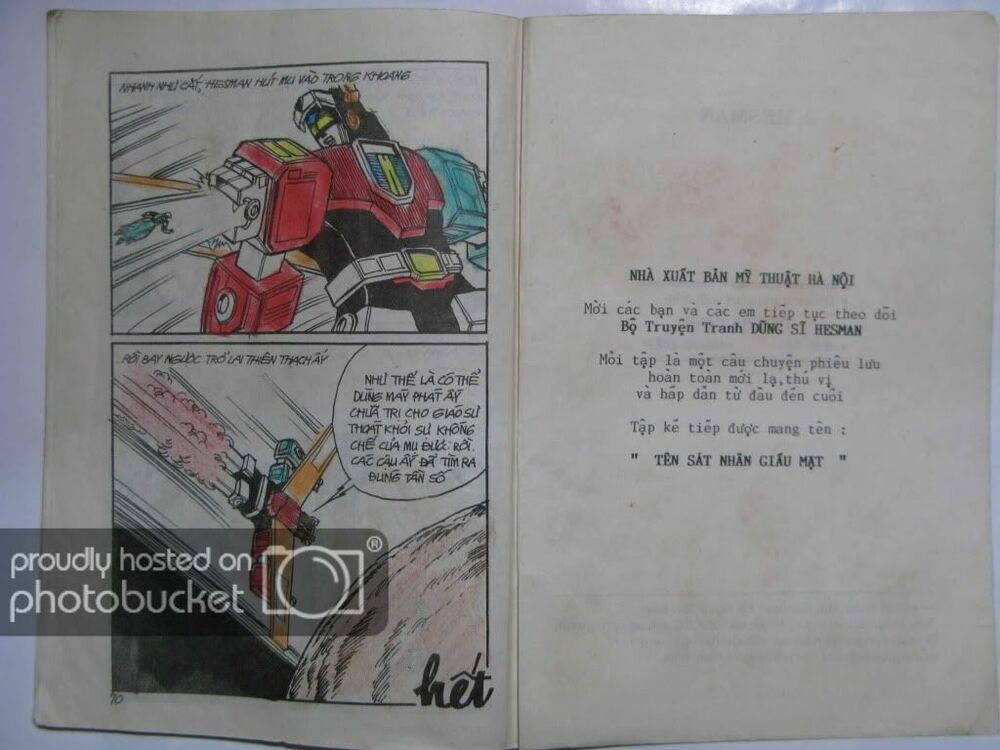 NHANH NHƯ CẮT, HESMAN HÚT MU VÀO TRONG KHOANG
RỒI BAY NGƯỢC TRỞ LẠI THIÊN THẠCH ẤY
NHƯ THẾ LÀ CÓ THỂ
DÙNG MÁY PHÁT ẤY
CHỮA TRỊ CHO GIÁO SƯ
THOÁT KHỎI SỰ KHỐNG
CHẾ CỦA MU ĐƯỢC RỒI.
CÁC CẬU ẤY ĐÃ TÌM RA
ĐÚNG TẦN SỐ
proudly hosted on
photobucket
®
10
hết
HESMAN
NHÀ XUẤT BẢN MỸ THUẬT HÀ NỘI
Mời các bạn và các em tiếp tục theo dõi
Bộ Truyện Tranh DŨNG SĨ HESMAN
Mỗi tập là một câu chuyện phiêu lưu
hoàn toàn mới lạ,thú vị
và hấp dẫn từ đầu đến cuối
Tập kế tiếp được mang tên :
" TÊN SÁT NHÂN GIẤU MẶT "